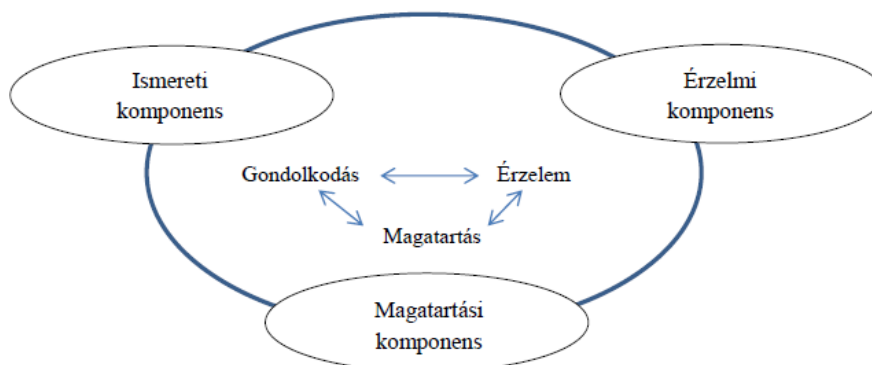 Ismereti
komponens
Érzelmi
komponens
Gondolkodás
Érzelem
Magatartás
Magatartási
komponens